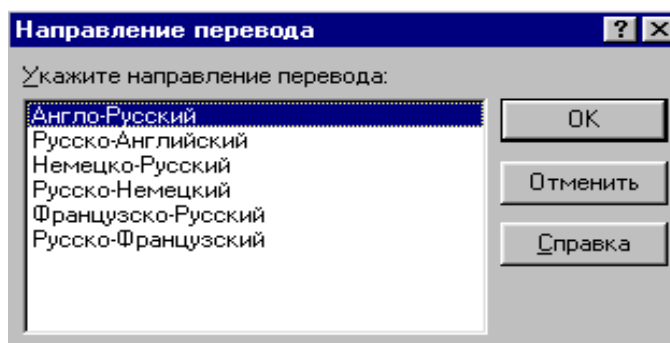 Направление перевода
Укажите направление перевода:
Англо-Русский
Русско-Английский
Немецко-Русский
Русско-Немецкий
Французско-Русский
Русско-Французский
OK
Отменить
Справка